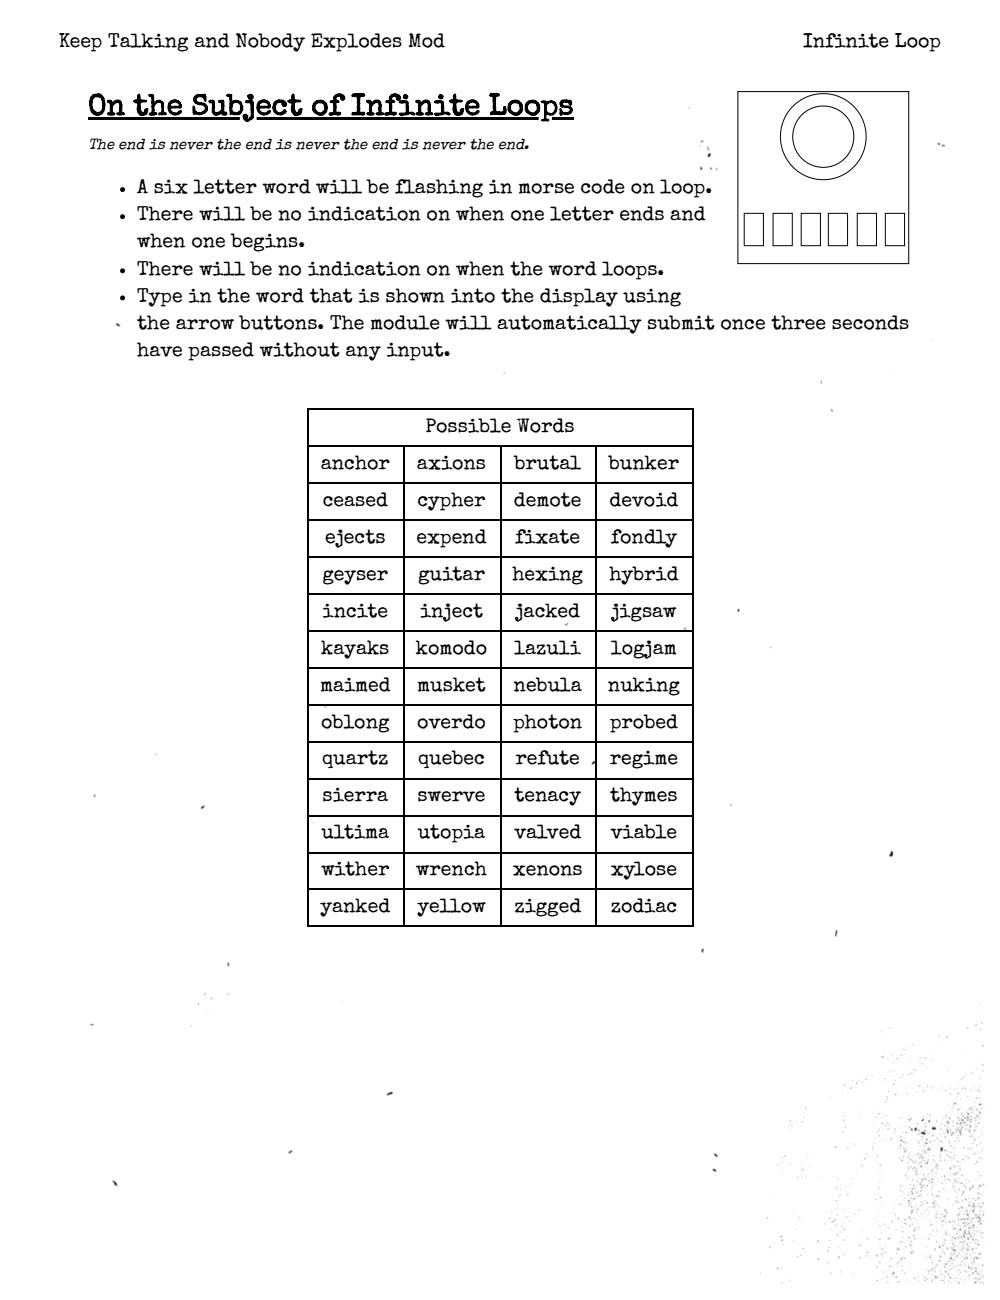 Keep Talking and Nobody Explodes Mod Infinite Loop
On the Subject of Infinite Loops
The end is never the end is never the end is never the end.
• A six letter word will be flashing in morse code on loop.
• There will be no indication on when one letter ends and
when one begins.
• There will be no indication on when the word loops.
• Type in the word that is shown into the display using
the arrow buttons. The module will automatically submit once three seconds
have passed without any input.
Possible Words
anchor axions brutal bunker
ceased cypher demote devoid
ejects expend fixate fondly
geyser guitar hexing hybrid
incite inject jacked jigsaw
kayaks komodo lazuli logjam
maimed musket nebula nuking
oblong overdo photon probed
quartz quebec refute regime
sierra swerve tenacy thymes
ultima utopia valved viable
wither wrench xenons xylose
yanked yellow zigged zodiac